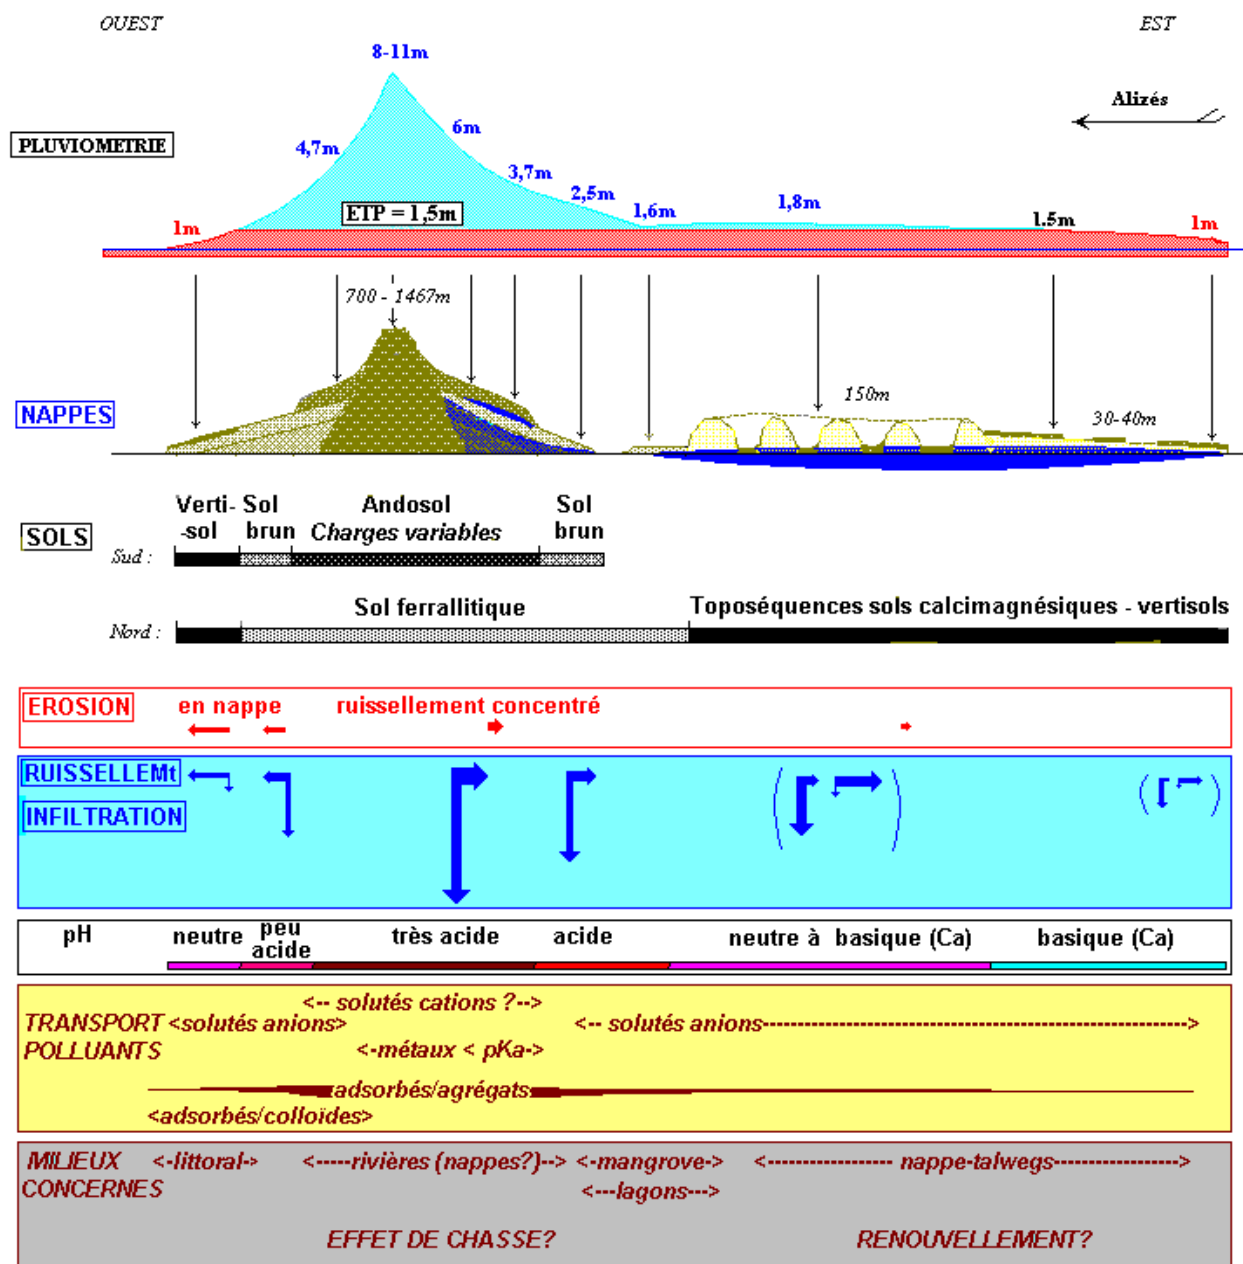 OUEST
EST
8-11m
Alizés
6m
PLUVIOMETRIE
4,7m
3,7m
2,5m
1,6m
1,8m
ETP = 1,5m
1m
1.5m
1m
700 - 1467m
NAPPES
150m
30-40m
SOLS
Verti-
-sol
Sol
brun
Andosol
Charges variables
Sol
brun
Sud :
Sol ferrallitique
Toposéquences sols calcimagnésiques - vertisols
Nord :
EROSION
en nappe
ruissellement concentré
RUISSELLEMt
INFILTRATION
pH
neutre
peu
acide
très acide
acide
neutre à basique (Ca)
basique (Ca)
TRANSPORT
POLLUANTS
<-- solutés cations ?-->
<solutés anions>
<-- solutés anions------------------------------------------------------>
<-métaux < pKa->
adsorbés/agrégats
<adsorbés/colloïdes>
MILIEUX
CONCERNES
<-littoral->
<-----rivières (nappes?)-->
<-mangrove->
<---------------- nappe-talwegs--------------->
<---lagons--->
EFFET DE CHASSE?
RENOUVELLEMENT?